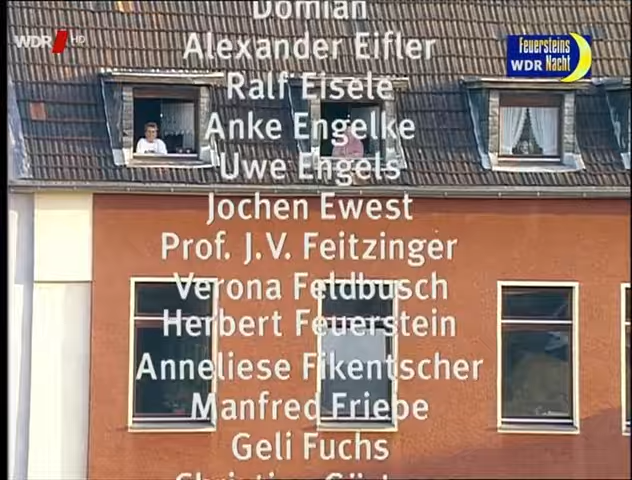 Domian
WDR HD
Alexander Eifler
Feuersteins
WDR Nacht
Ralf Eisele
Anke Engelke
Uwe Engels
Jochen Ewest
Prof. J.V. Feitzinger
Verona Feldbusch
Herbert Feuerstein
Anneliese Fikentscher
Manfred Friebe
Geli Fuchs